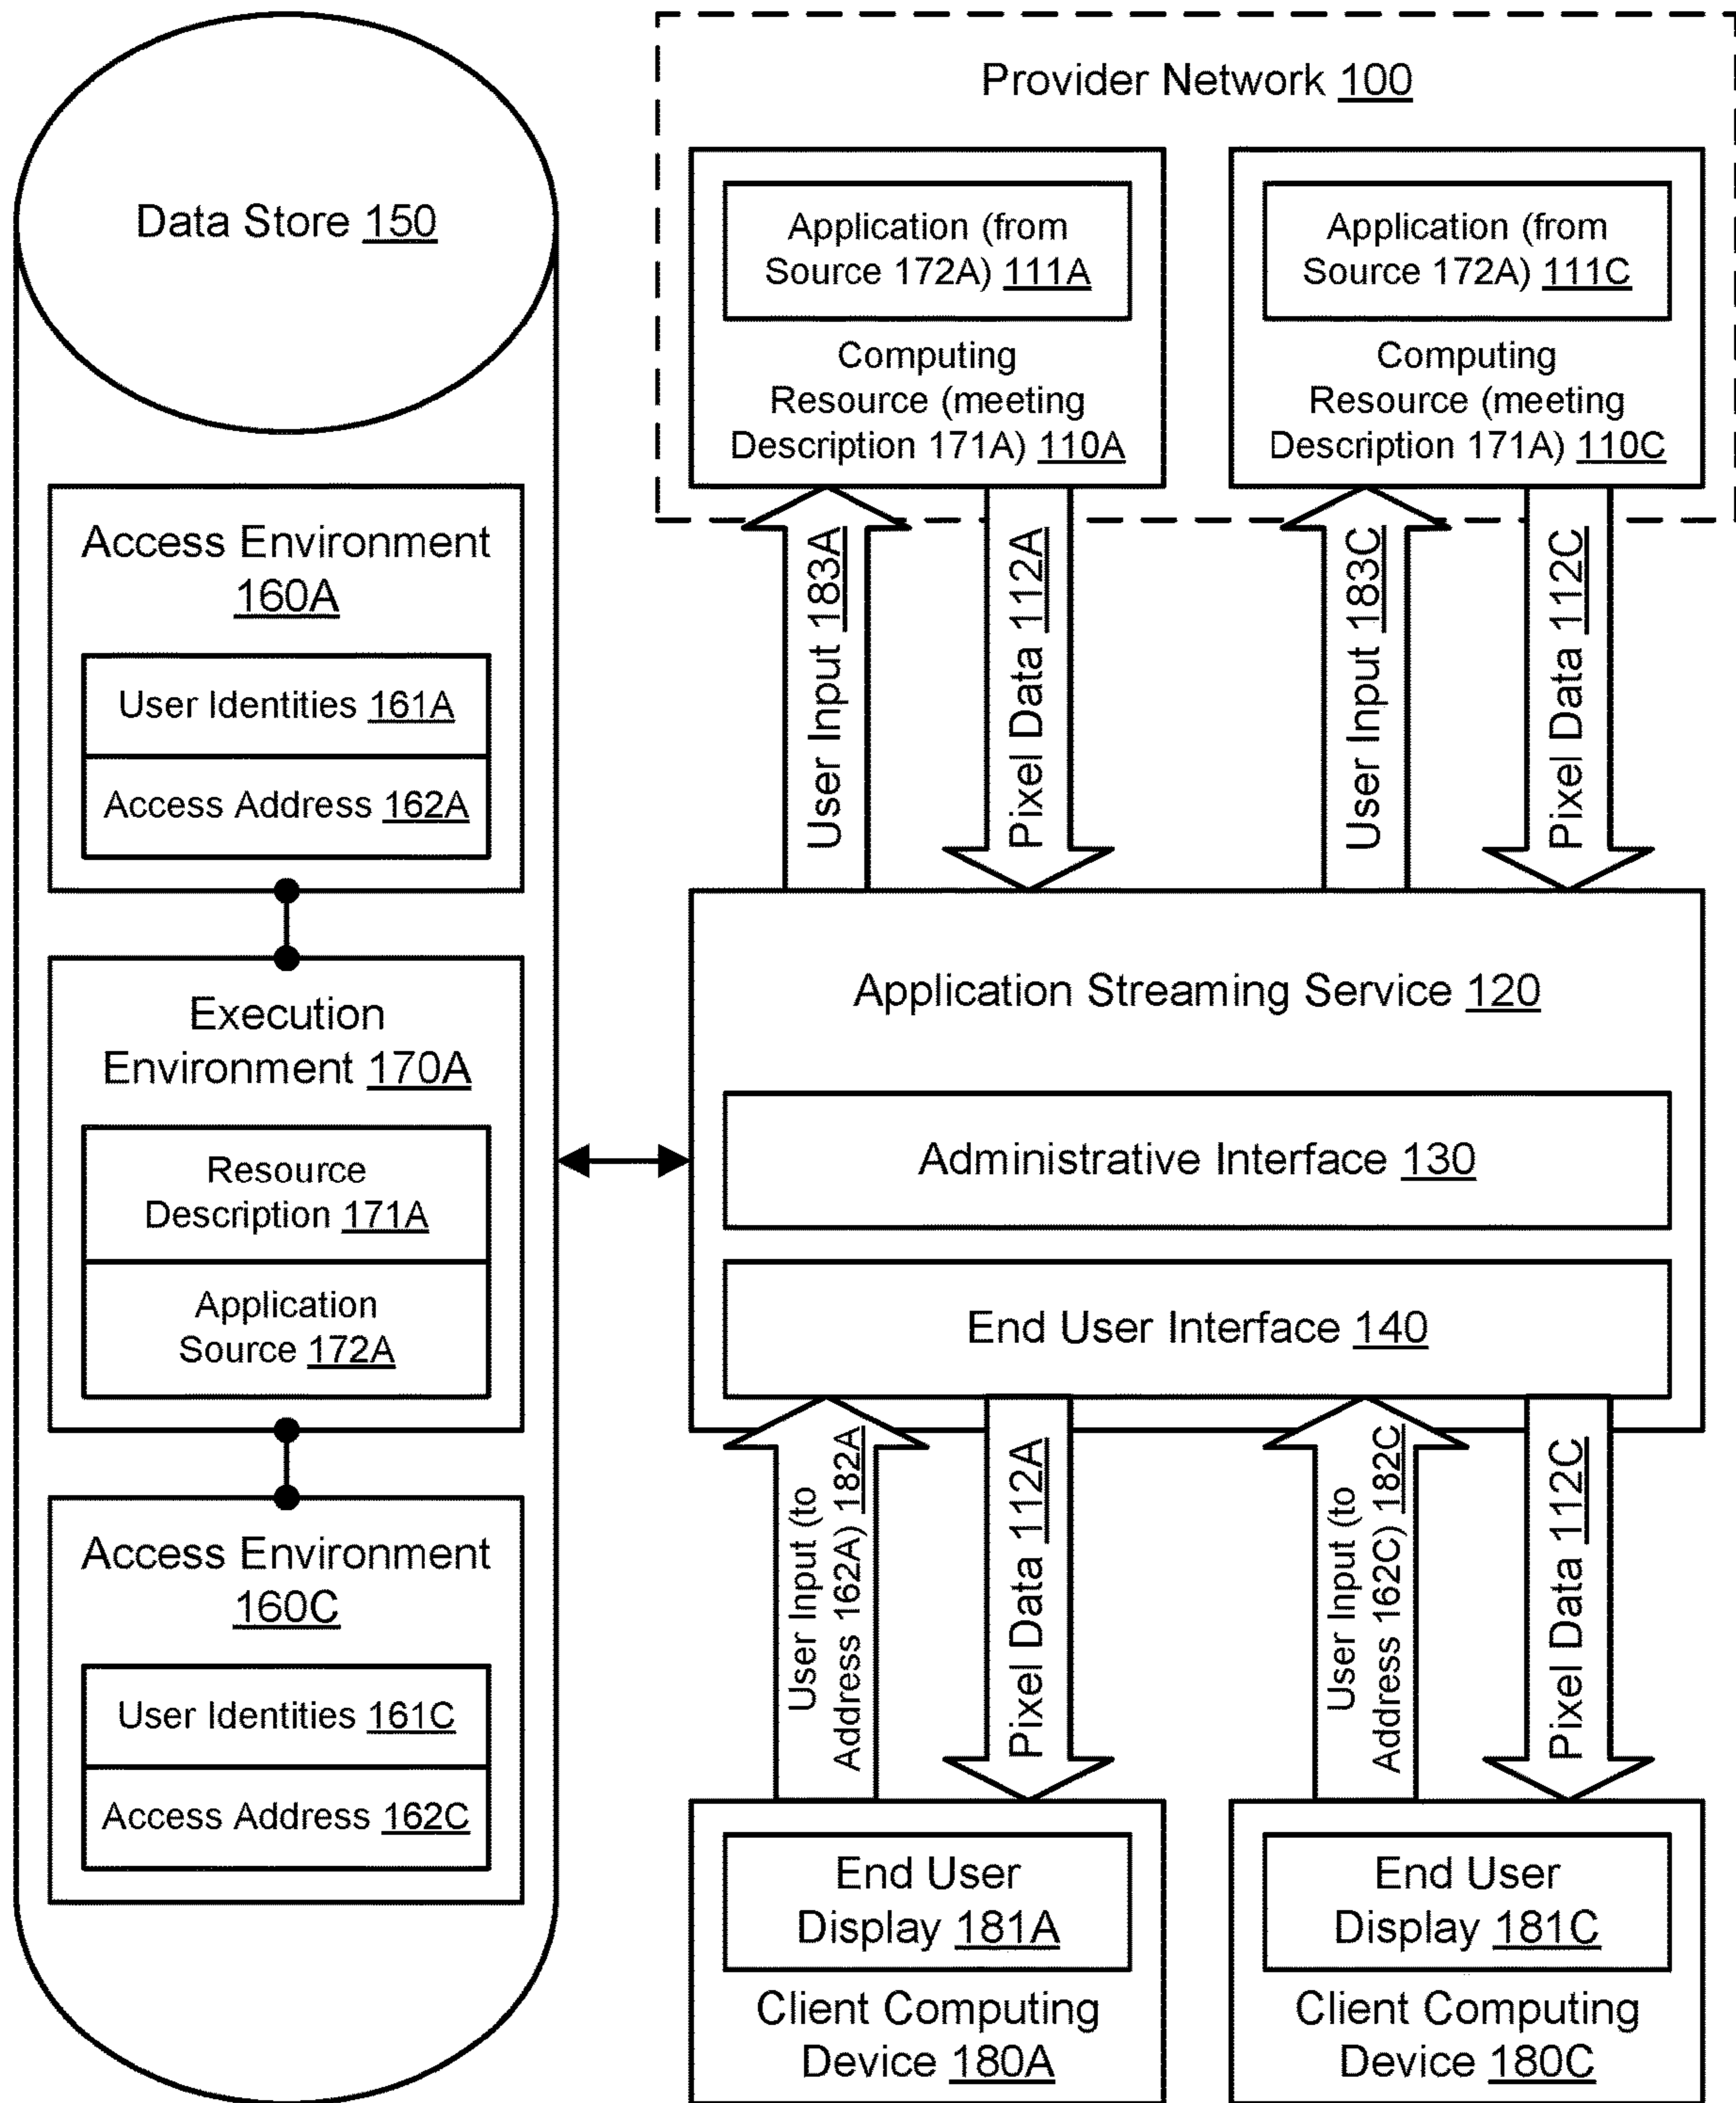 Data Store 150
Access Environment
160A
User Identities 161A
Access Address 162A
Execution
Environment 170A
Resource
Description 171A
Application
Source 172A
Access Environment
160C
User Identities 161C
Access Address 162C
Provider Network 100
Application (from
Source 172A) 111A
Computing
Resource (meeting
Description 171A) 110A
Application (from
Source 172A) 111C
Computing
Resource (meeting
Description 171A) 110C
User Input 183A
Pixel Data 112A
User Input 183C
Pixel Data 112C
Application Streaming Service 120
Administrative Interface 130
End User Interface 140
User Input (to
Address 162A) 182A
Pixel Data 112A
User Input (to
Address 162C) 182C
Pixel Data 112C
End User
Display 181A
Client Computing
Device 180A
End User
Display 181C
Client Computing
Device 180C